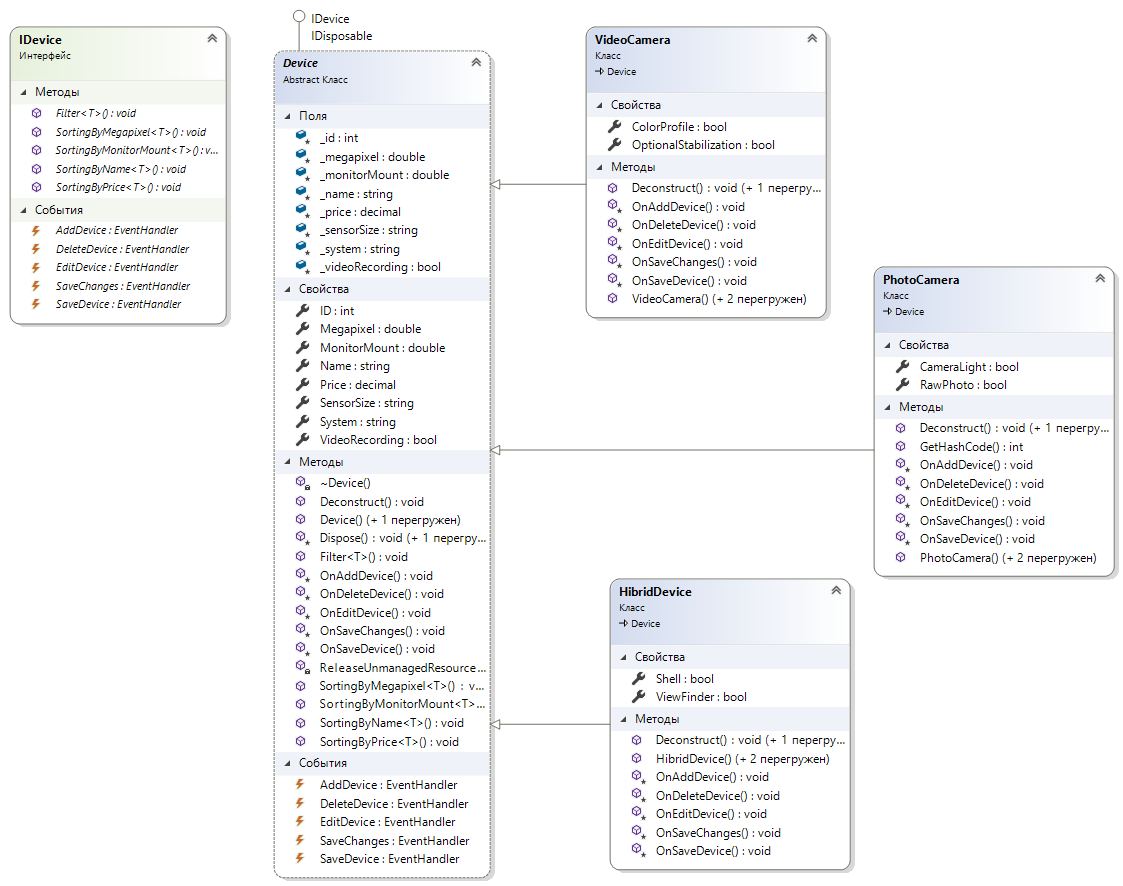 IDevice
Интерфейс
Методы
Filter<T>() : void
SortingByMegapixel<T>() : void
SortingByMonitorMount<T>() : v...
SortingByName<T>() : void
SortingByPrice<T>() : void
События
AddDevice : EventHandler
DeleteDevice : EventHandler
EditDevice : EventHandler
SaveChanges : EventHandler
SaveDevice : EventHandler
IDevice
IDisposable
Device
Abstract Класс
Поля
_id : int
_megapixel : double
_monitorMount : double
_name : string
_price : decimal
_sensorSize : string
_system : string
_videoRecording : bool
Свойства
ID : int
Megapixel : double
MonitorMount : double
Name : string
Price : decimal
SensorSize : string
System : string
VideoRecording : bool
Методы
~Device()
Deconstruct() : void
Device() (+ 1 перегружен)
Dispose() : void (+ 1 перегру...
Filter<T>() : void
OnAddDevice() : void
OnDeleteDevice() : void
OnEditDevice() : void
OnSaveChanges() : void
OnSaveDevice() : void
ReleaseUnmanagedResource...
SortingByMegapixel<T>() : v...
SortingByMonitorMount<T>...
SortingByName<T>() : void
SortingByPrice<T>() : void
События
AddDevice : EventHandler
DeleteDevice : EventHandler
EditDevice : EventHandler
SaveChanges : EventHandler
SaveDevice : EventHandler
VideoCamera
Класс
Device
Свойства
ColorProfile : bool
OptionalStabilization : bool
Методы
Deconstruct() : void (+ 1 перегру...
OnAddDevice() : void
OnDeleteDevice() : void
OnEditDevice() : void
OnSaveChanges() : void
OnSaveDevice() : void
VideoCamera() (+ 2 перегружен)
PhotoCamera
Класс
Device
Свойства
CameraLight : bool
RawPhoto : bool
Методы
Deconstruct() : void (+ 1 перегру...
GetHashCode() : int
OnAddDevice() : void
OnDeleteDevice() : void
OnEditDevice() : void
OnSaveChanges() : void
OnSaveDevice() : void
PhotoCamera() (+ 2 перегружен)
HibridDevice
Класс
Device
Свойства
Shell : bool
ViewFinder : bool
Методы
Deconstruct() : void (+ 1 перегру...
HibridDevice() (+ 2 перегружен)
OnAddDevice() : void
OnDeleteDevice() : void
OnEditDevice() : void
OnSaveChanges() : void
OnSaveDevice() : void